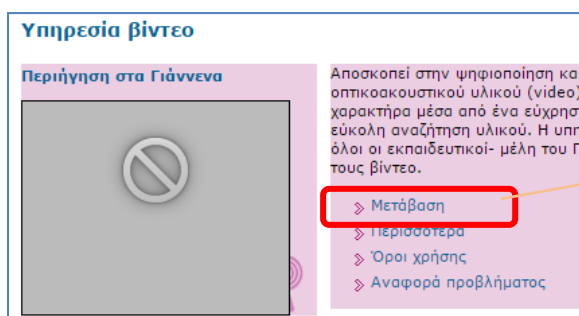 Υπηρεσία βίντεο
Περιήγηση στα Γιάννενα
Αποσκοπεί στην ψηφιοποίηση κα
οπτικοακουστικού υλικού (video)
χαρακτήρα μέσα από ένα εύχρησ
εύκολη αναζήτηση υλικού. Η υπη
όλοι οι εκπαιδευτικοί- μέλη του Π
τους βίντεο.
Μετάβαση
Περισσότερα
Όροι χρήσης
Αναφορά προβλήματος